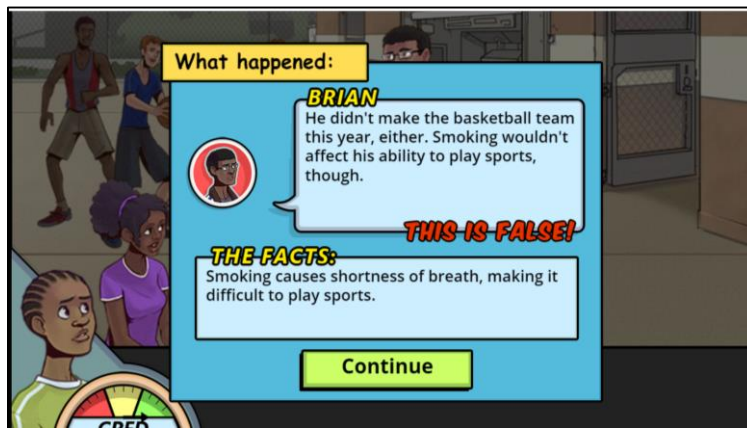 What happened:
BRIAN
He didn't make the basketball team
this year, either. Smoking wouldn't
affect his ability to play sports,
though.
THIS IS FALSE!
THE FACTS:
Smoking causes shortness of breath, making it
difficult to play sports.
Continue
CRED